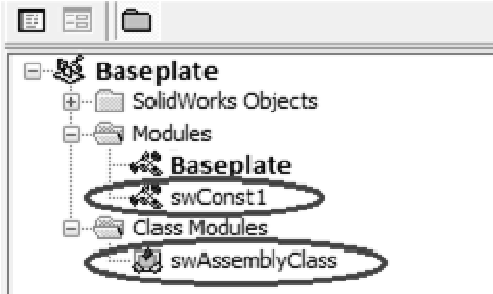 Baseplate
SolidWorks Objects
Modules
Baseplate
swConst1
Class Modules
swAssemblyClass